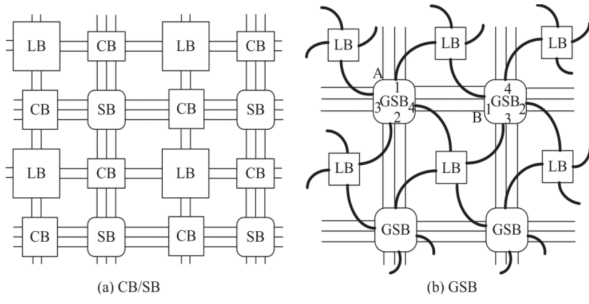 LB CB LB CB
CB SB CB SB
LB CB LB CB
CB SB CB SB
(a) CB/SB
LB LB LB
A
1
3 GSB 4
2
4
1 GSB 2
3
B
LB LB LB
GSB GSB
(b) GSB